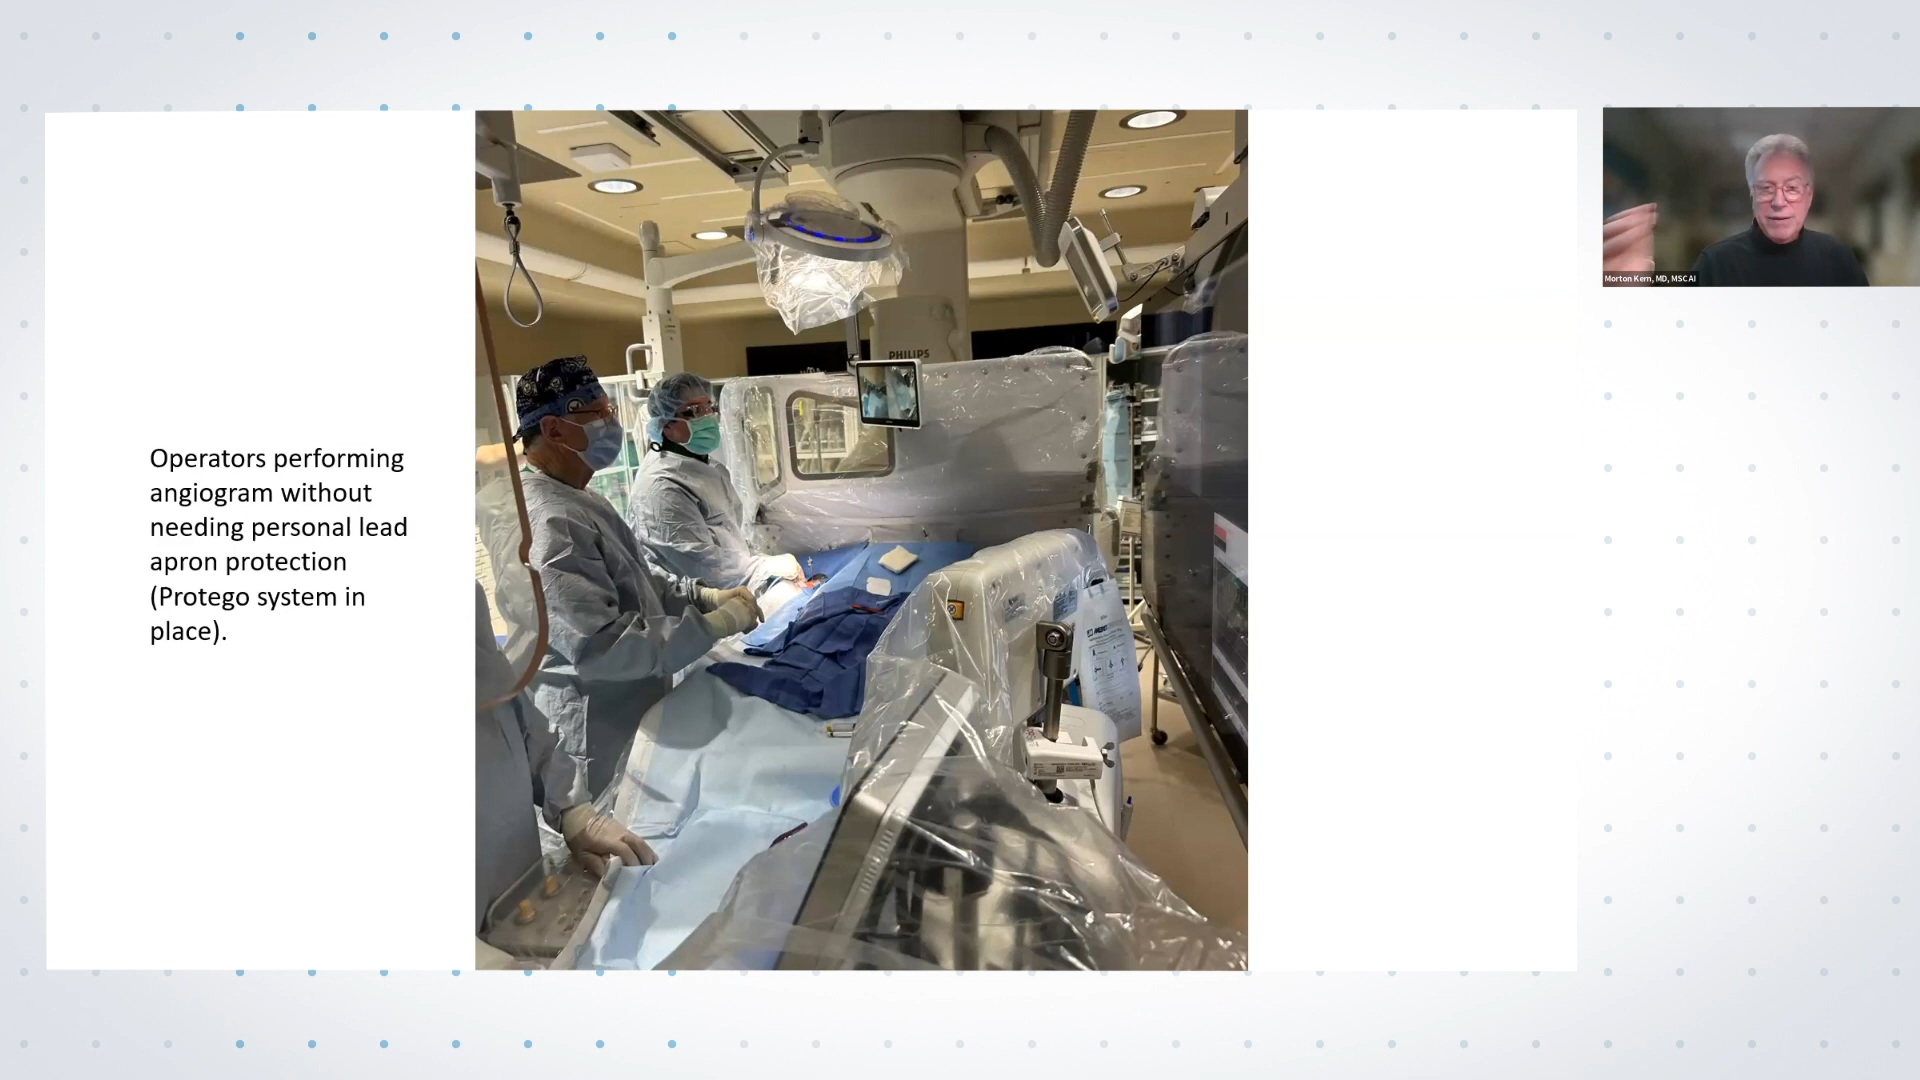 Operators performing
angiogram without
needing personal lead
apron protection
(Protego system in
place).
PHILIPS
Morton Kern, MD, MSCAI